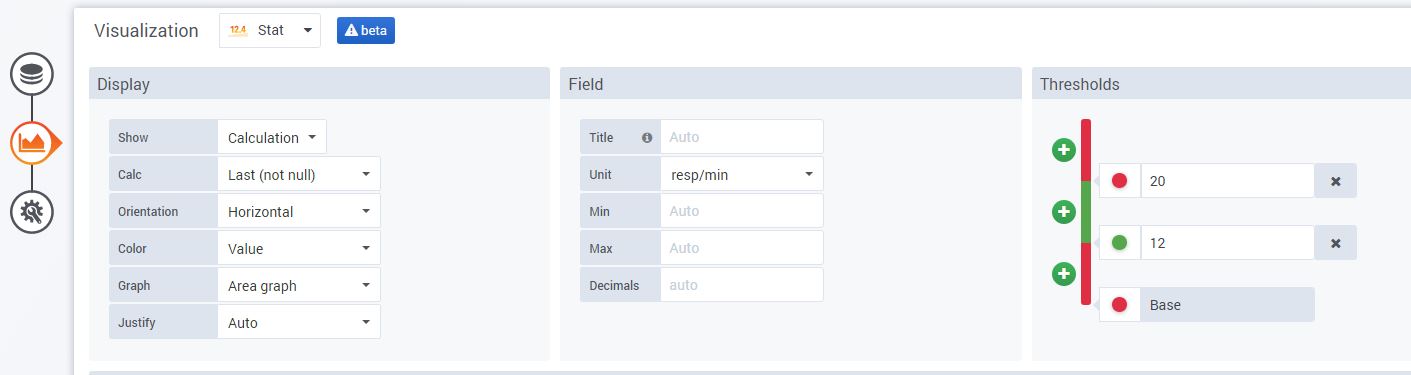 Visualization 12.4 Stat beta
Display
Show Calculation
Calc Last (not null)
Orientation Horizontal
Color Value
Graph Area graph
Justify Auto
Field
Title Auto
Unit resp/min
Min Auto
Max Auto
Decimals auto
Thresholds
20
12
Base